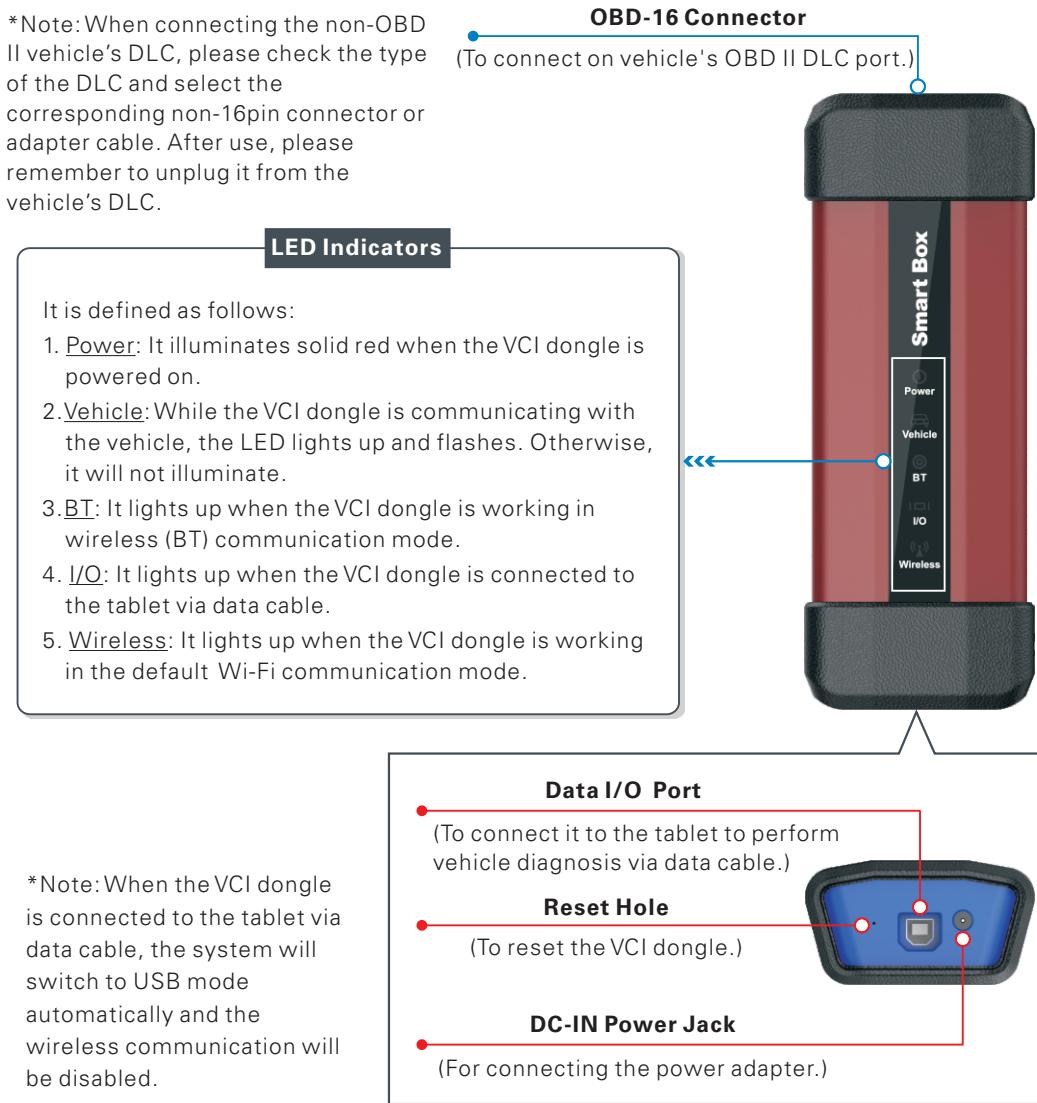 *Note: When connecting the non-OBD
II vehicle's DLC, please check the type
of the DLC and select the
corresponding non-16pin connector or
adapter cable. After use, please
remember to unplug it from the
vehicle's DLC.
OBD-16 Connector
(To connect on vehicle's OBD II DLC port.)
LED Indicators
It is defined as follows:
1. Power: It illuminates solid red when the VCI dongle is
powered on.
2. Vehicle: While the VCI dongle is communicating with
the vehicle, the LED lights up and flashes. Otherwise,
it will not illuminate.
3. BT: It lights up when the VCI dongle is working in
wireless (BT) communication mode.
4. I/O: It lights up when the VCI dongle is connected to
the tablet via data cable.
5. Wireless: It lights up when the VCI dongle is working
in the default Wi-Fi communication mode.
Smart Box
Power
Vehicle
BT
I/O
Wireless
Data I/O Port
(To connect it to the tablet to perform
vehicle diagnosis via data cable.)
Reset Hole
(To reset the VCI dongle.)
DC-IN Power Jack
(For connecting the power adapter.)
*Note: When the VCI dongle
is connected to the tablet via
data cable, the system will
switch to USB mode
automatically and the
wireless communication will
be disabled.